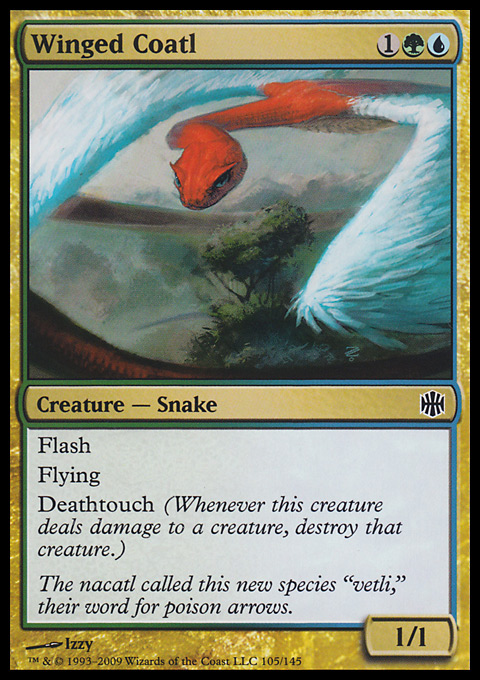 Winged Coatl
1
Creature — Snake
Flash
Flying
Deathtouch (Whenever this creature
deals damage to a creature, destroy that
creature.)
The nacatl called this new species “vetli,”
their word for poison arrows.
Izzy
1/1
™ & © 1993–2009 Wizards of the Coast LLC 105/145